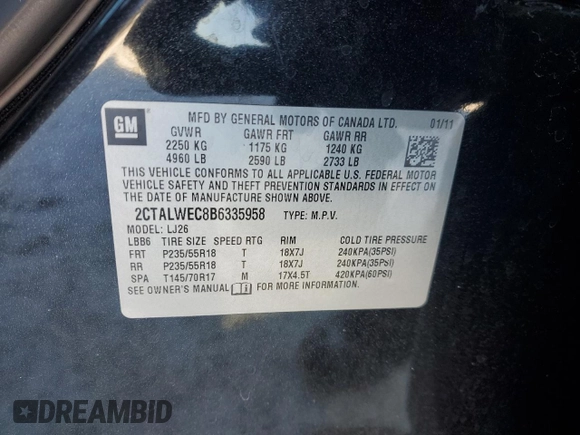 GM
MFD BY GENERAL MOTORS OF CANADA LTD. 01/11
GVWR GAWR FRT GAWR RR
2250 KG 1175 KG 1240 KG
4960 LB 2590 LB 2733 LB
THIS VEHICLE CONFORMS TO ALL APPLICABLE U.S. FEDERAL MOTOR
VEHICLE SAFETY AND THEFT PREVENTION STANDARDS IN EFFECT ON
THE DATE OF MANUFACTURE SHOWN ABOVE.
2CTALWEC8B6335958 TYPE: M.P.V.
MODEL: LJ26
LBB6 TIRE SIZE SPEED RTG RIM COLD TIRE PRESSURE
FRT P235/55R18 T 18X7J 240KPA(35PSI)
RR P235/55R18 T 18X7J 240KPA(35PSI)
SPA T145/70R17 M 17X4.5T 420KPA(60PSI)
SEE OWNER'S MANUAL FOR MORE INFORMATION.
DREAMBID